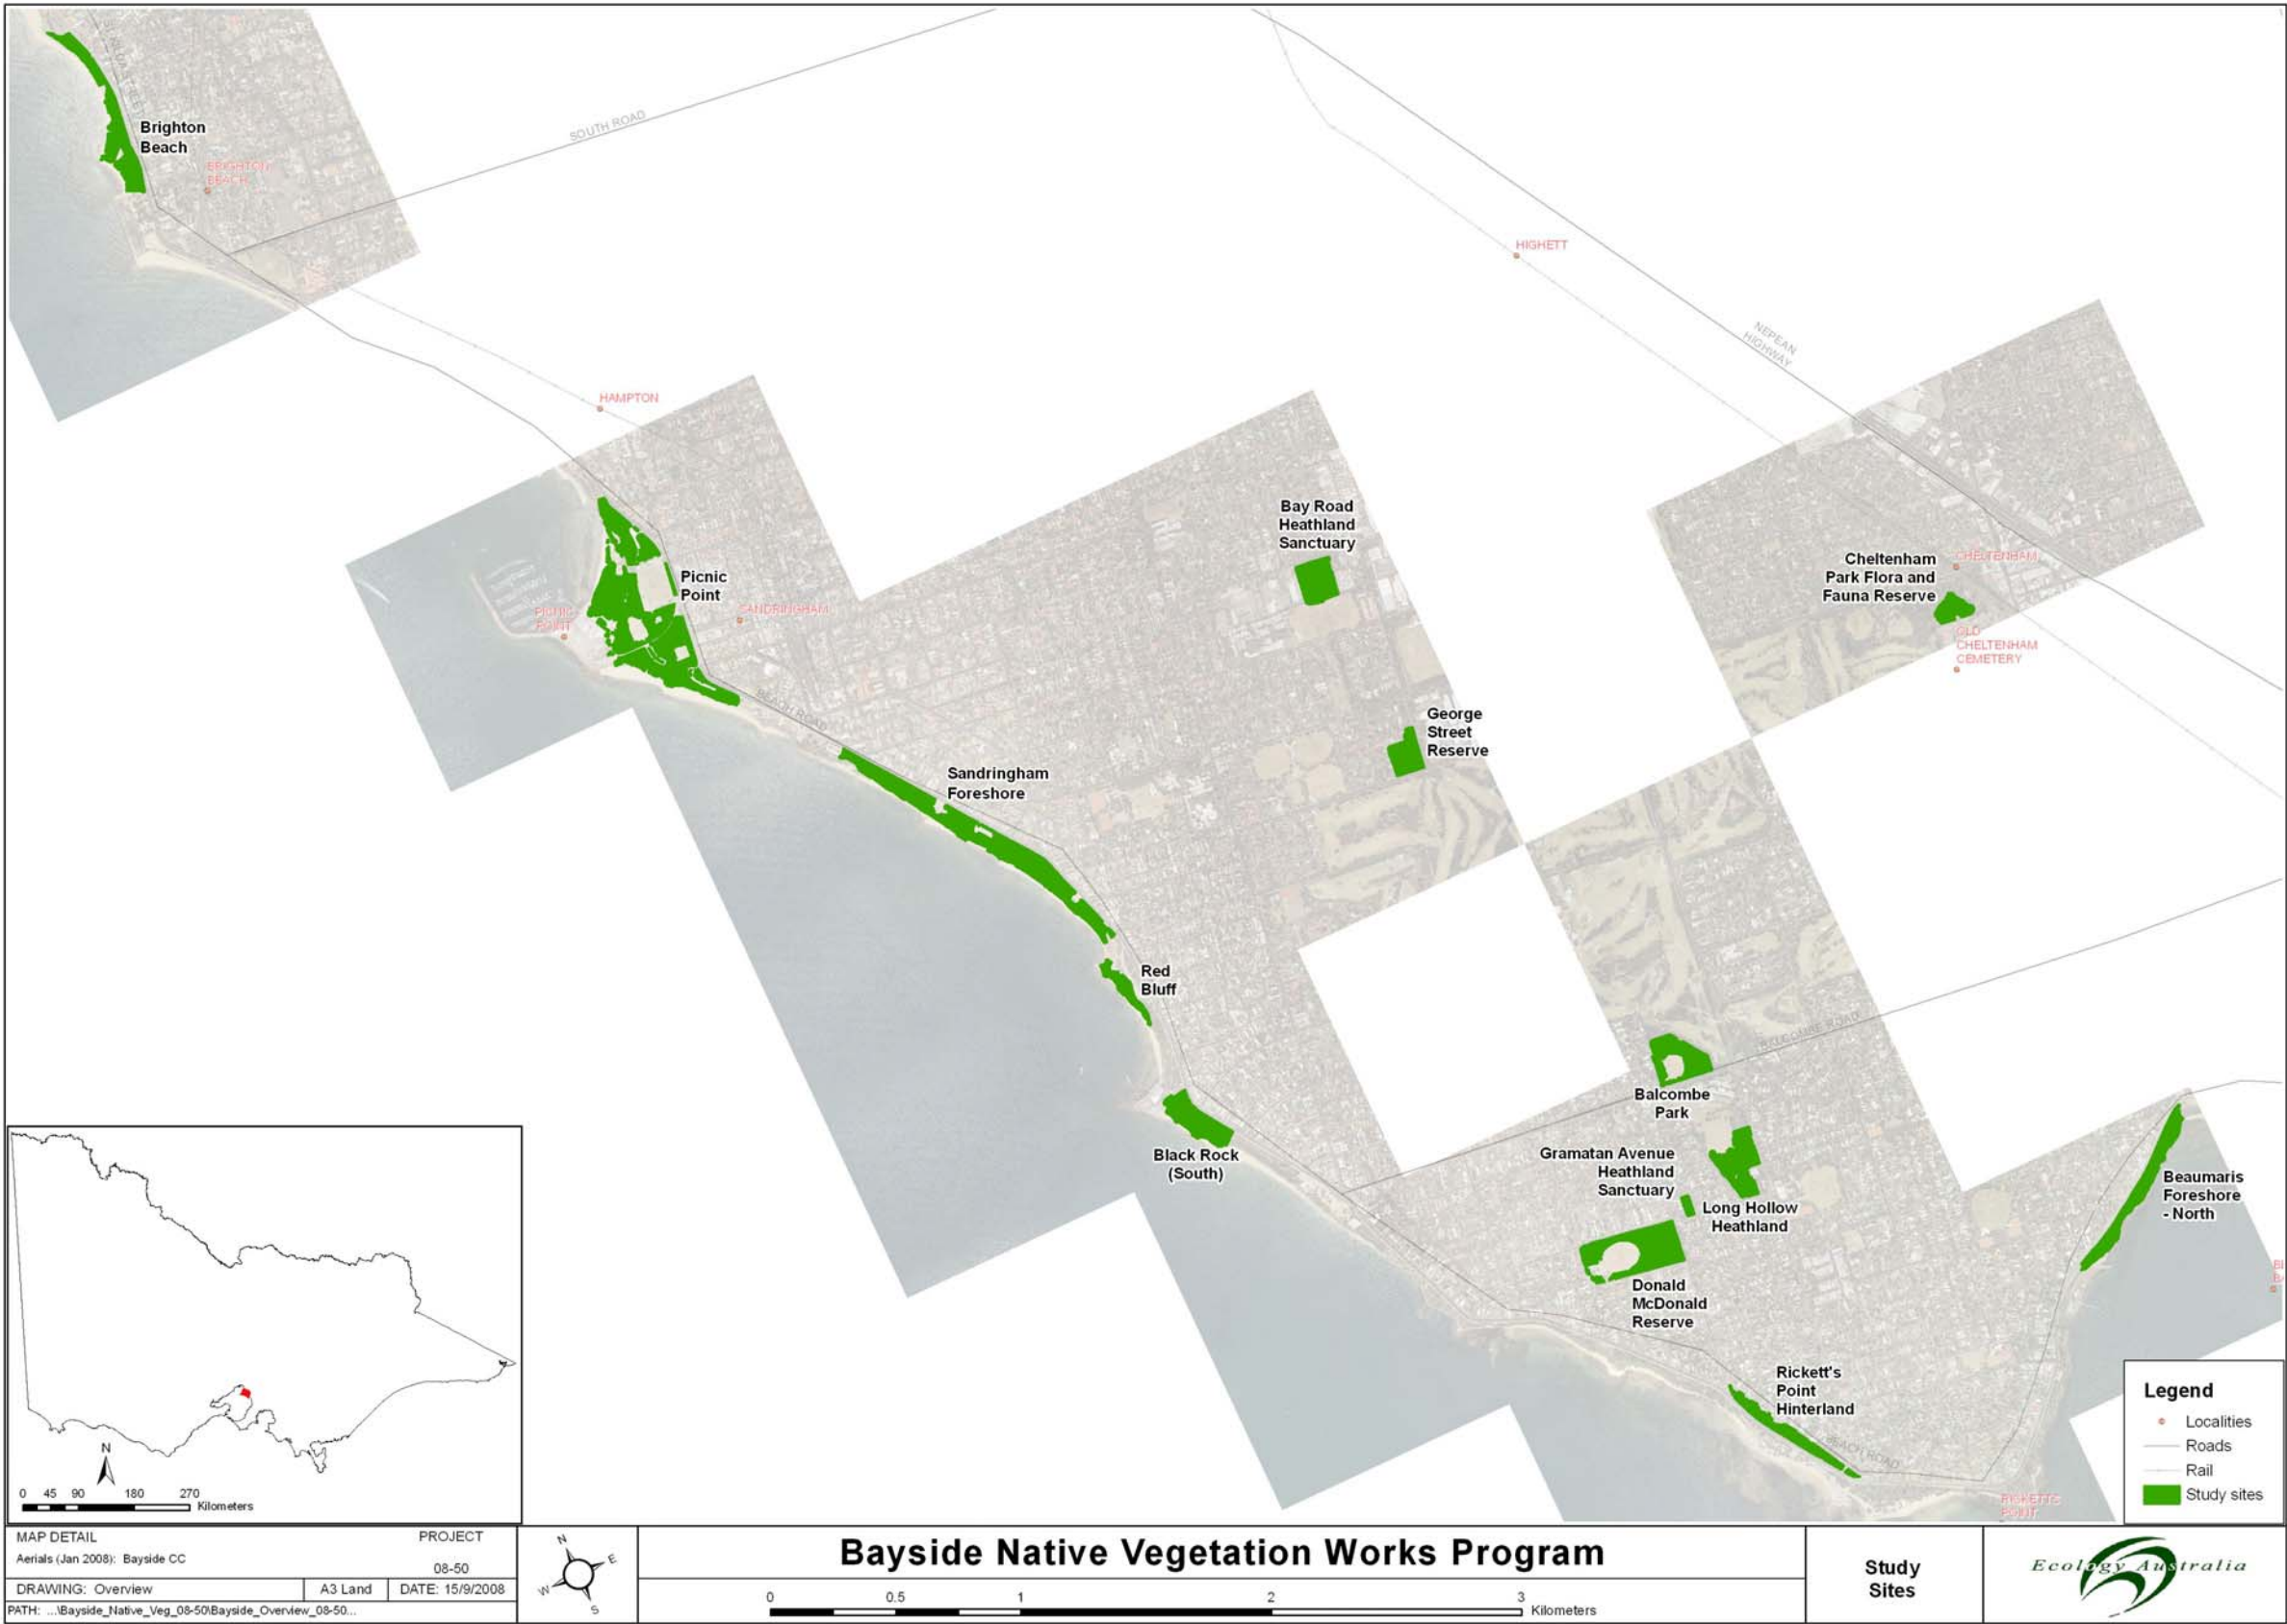 Brighton
Beach
BRIGHTON
BEACH
SOUTH ROAD
HIGHETT
NEPEAN
HIGHWAY
HAMPTON
Bay Road
Heathland
Sanctuary
Cheltenham
Park Flora and
Fauna Reserve
CHELTENHAM
OLD
CHELTENHAM
CEMETERY
Picnic
Point
PICNIC
POINT
SANDRINGHAM
BEACH ROAD
George
Street
Reserve
Sandringham
Foreshore
Red
Bluff
BALCOMBE ROAD
Balcombe
Park
Black Rock
(South)
Gramatan Avenue
Heathland
Sanctuary
Long Hollow
Heathland
Beaumaris
Foreshore
- North
Donald
McDonald
Reserve
Rickett's
Point
Hinterland
BEACH ROAD
RICKETTS
POINT
Legend
Localities
Roads
Rail
Study sites
N
0 45 90 180 270
Kilometers
MAP DETAIL PROJECT
Aerials (Jan 2008): Bayside CC
08-50
DRAWING: Overview A3 Land DATE: 15/9/2008
PATH: ...\Bayside_Native_Veg_08-50\Bayside_Overview_08-50...
N
E
W
S
Bayside Native Vegetation Works Program
0 0.5 1 2 3
Kilometers
Study
Sites
Ecology Australia